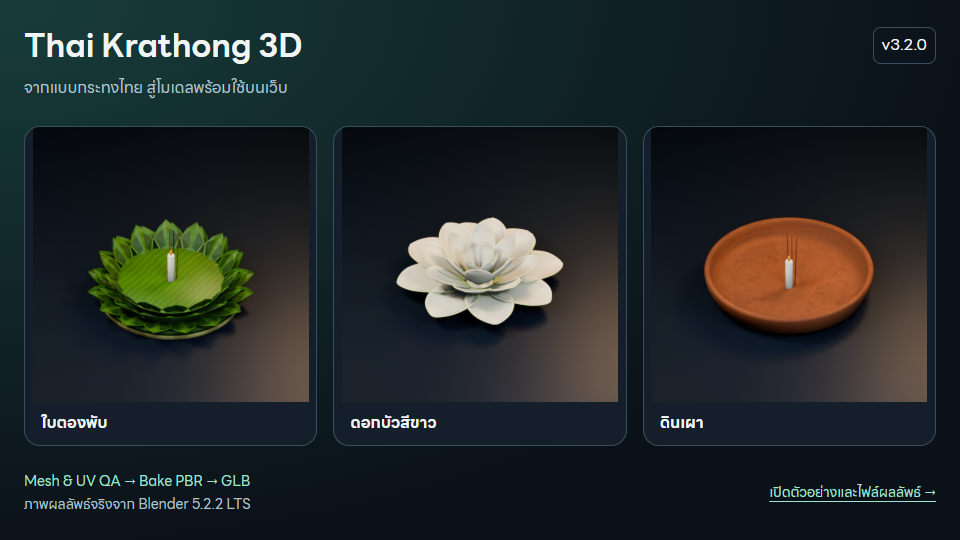 Thai Krathong 3D
v3.2.0
จากแบบกระทงไทย สู่โมเดลพร้อมใช้บนเว็บ
ใบตองพับ
ดอกบัวสีขาว
ดินเผา
Mesh & UV QA → Bake PBR → GLB
ภาพผลลัพธ์จริงจาก Blender 5.2.2 LTS
เปิดตัวอย่างและไฟล์ผลลัพธ์ →